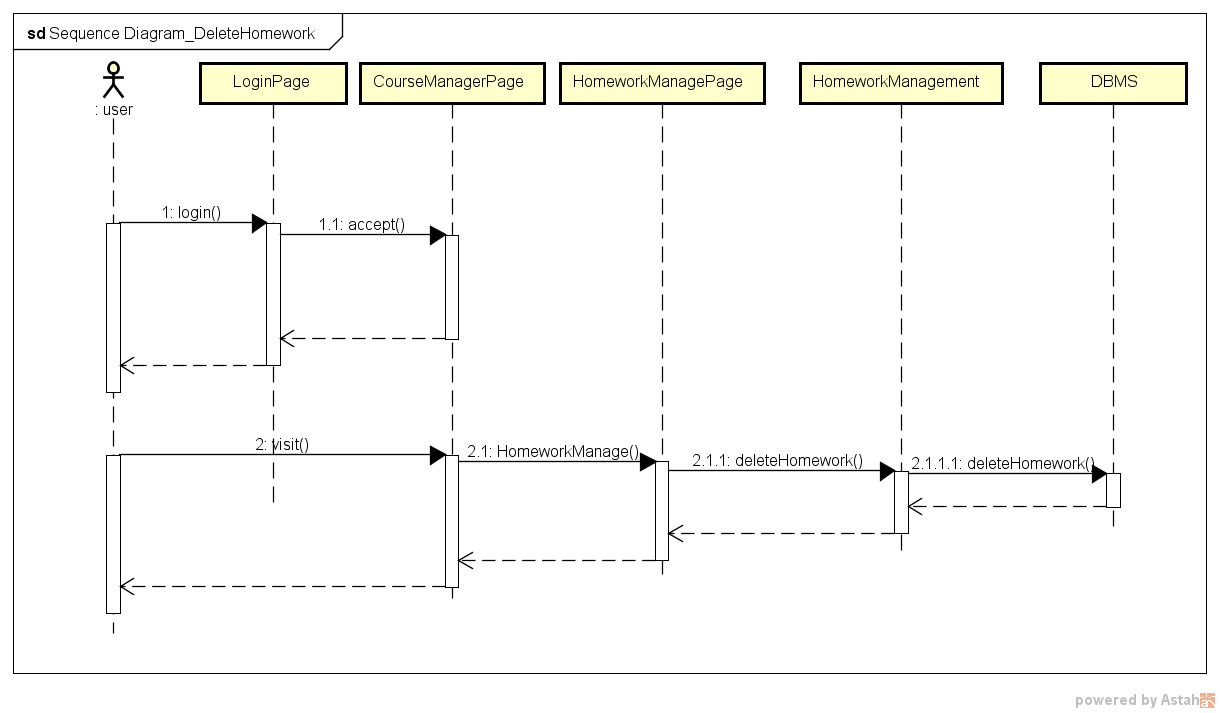 sd Sequence Diagram_DeleteHomework
: user
LoginPage
CourseManagerPage
HomeworkManagePage
HomeworkManagement
DBMS
1: login()
1.1: accept()
2: visit()
2.1: HomeworkManage()
2.1.1: deleteHomework()
2.1.1.1: deleteHomework()
powered by Astah